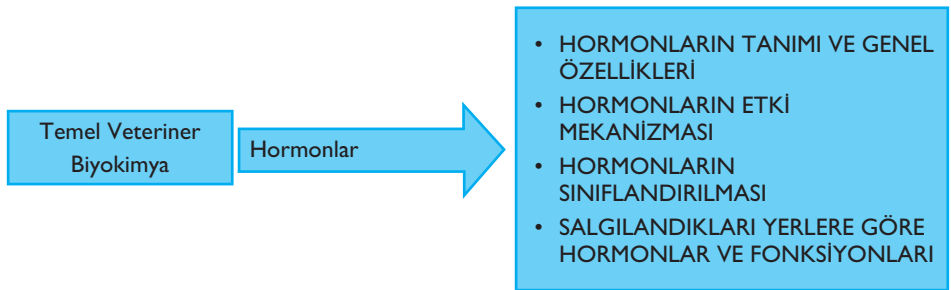 Temel Veteriner
Biyokimya
Hormonlar
• HORMONLARIN TANIMI VE GENEL
ÖZELLİKLERİ
• HORMONLARIN ETKİ
MEKANİZMASI
• HORMONLARIN
SINIFLANDIRILMASI
• SALGILANDIKLARI YERLERE GÖRE
HORMONLAR VE FONKSİYONLARI